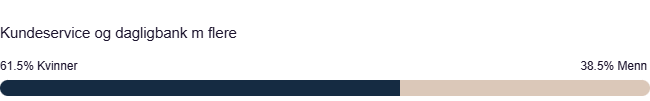 Kundeservice og dagligbank m flere
61.5% Kvinner 38.5% Menn